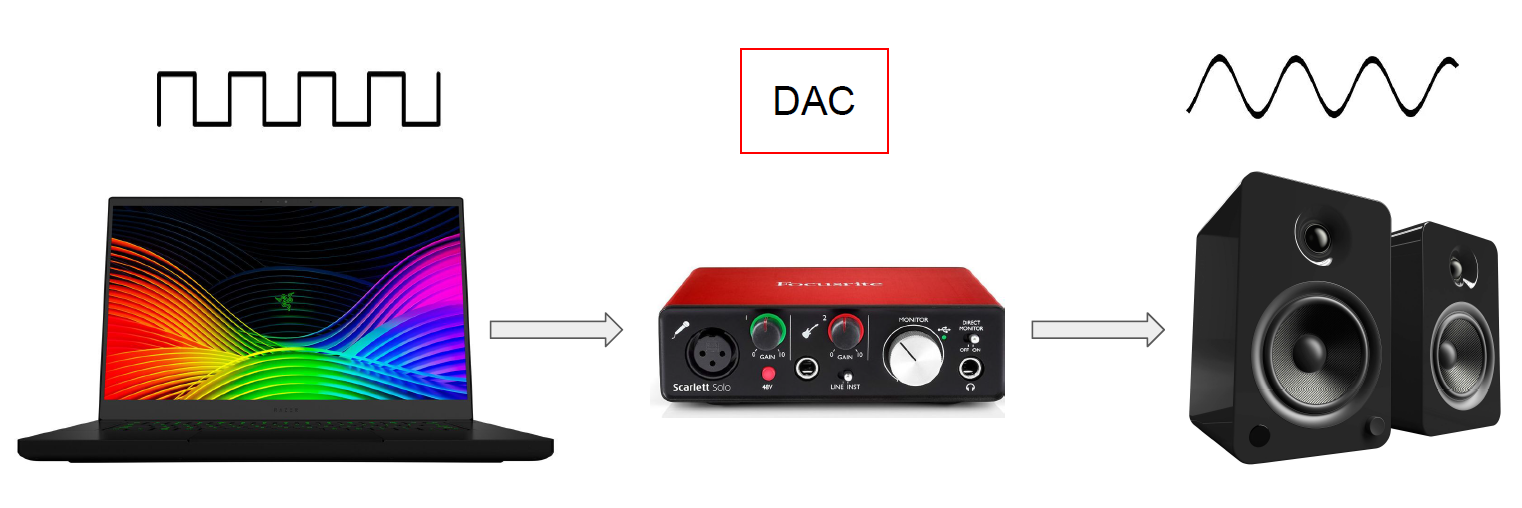 DAC
Focusrite
MONITOR
DIRECT
MONITOR
OFF ON
1
2
0 GAIN 10
0 GAIN 10
48V
LINE INST
Scarlett Solo
RAZER